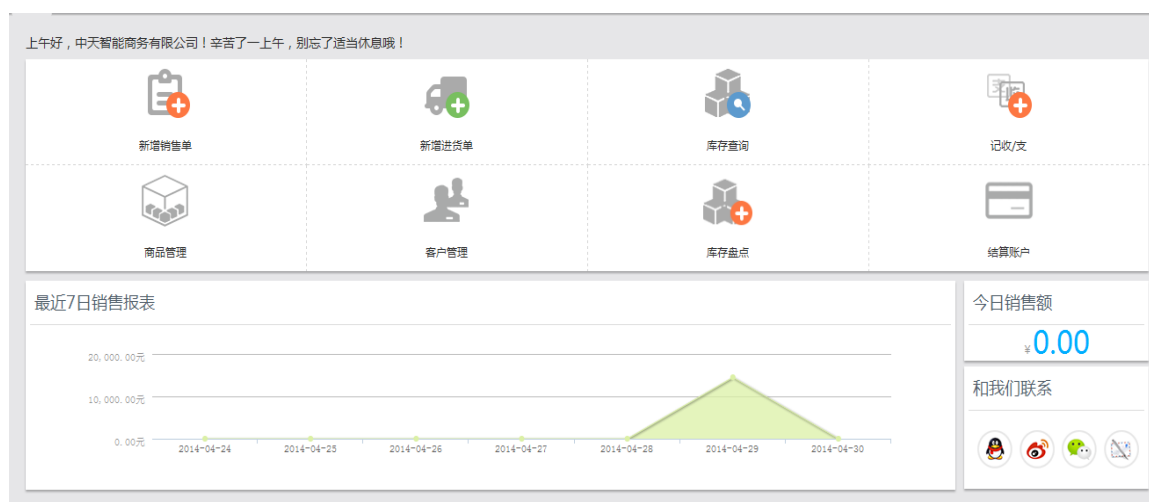 上午好，中天智能商务有限公司！辛苦了一上午，别忘了适当休息哦！
新增销售单
新增进货单
库存查询
记收/支
商品管理
客户管理
库存盘点
结算账户
最近7日销售报表
20,000.00元
10,000.00元
0.00元
2014-04-24
2014-04-25
2014-04-26
2014-04-27
2014-04-28
2014-04-29
2014-04-30
今日销售额
¥0.00
和我们联系